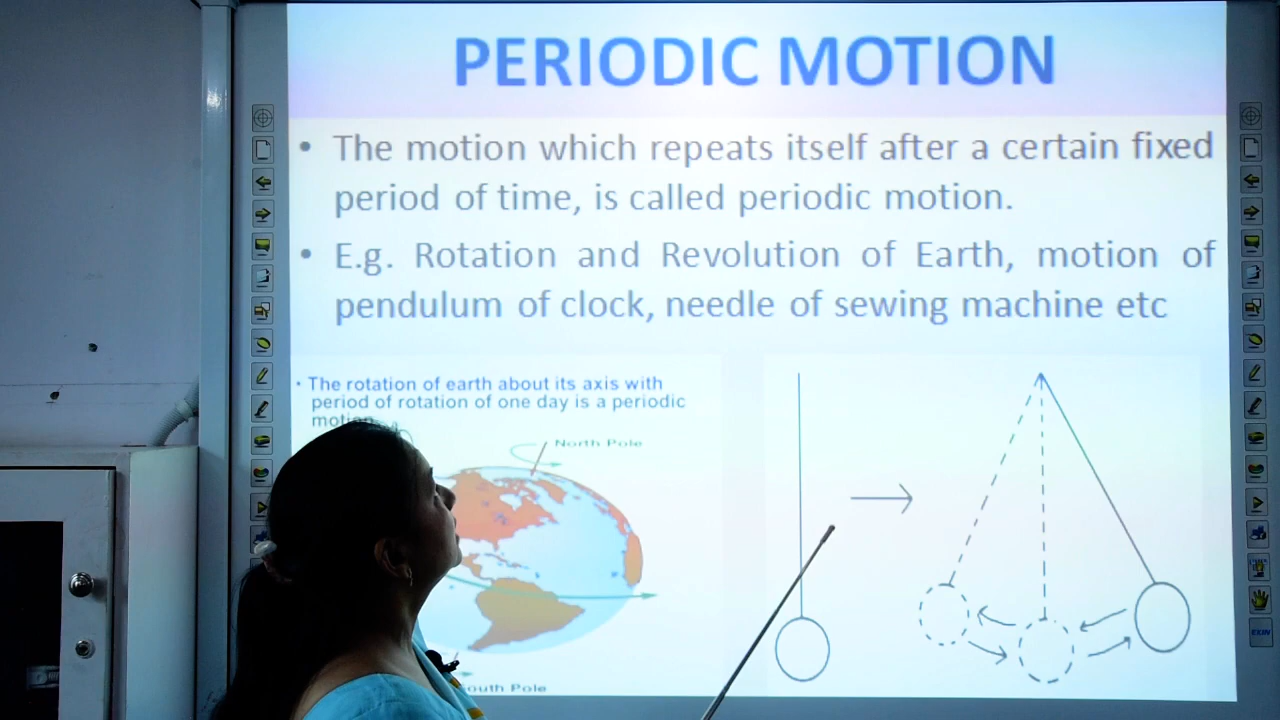 PERIODIC MOTION
• The motion which repeats itself after a certain fixed
period of time, is called periodic motion.
• E.g. Rotation and Revolution of Earth, motion of
pendulum of clock, needle of sewing machine etc
• The rotation of earth about its axis with
period of rotation of one day is a periodic
North Pole
Pole